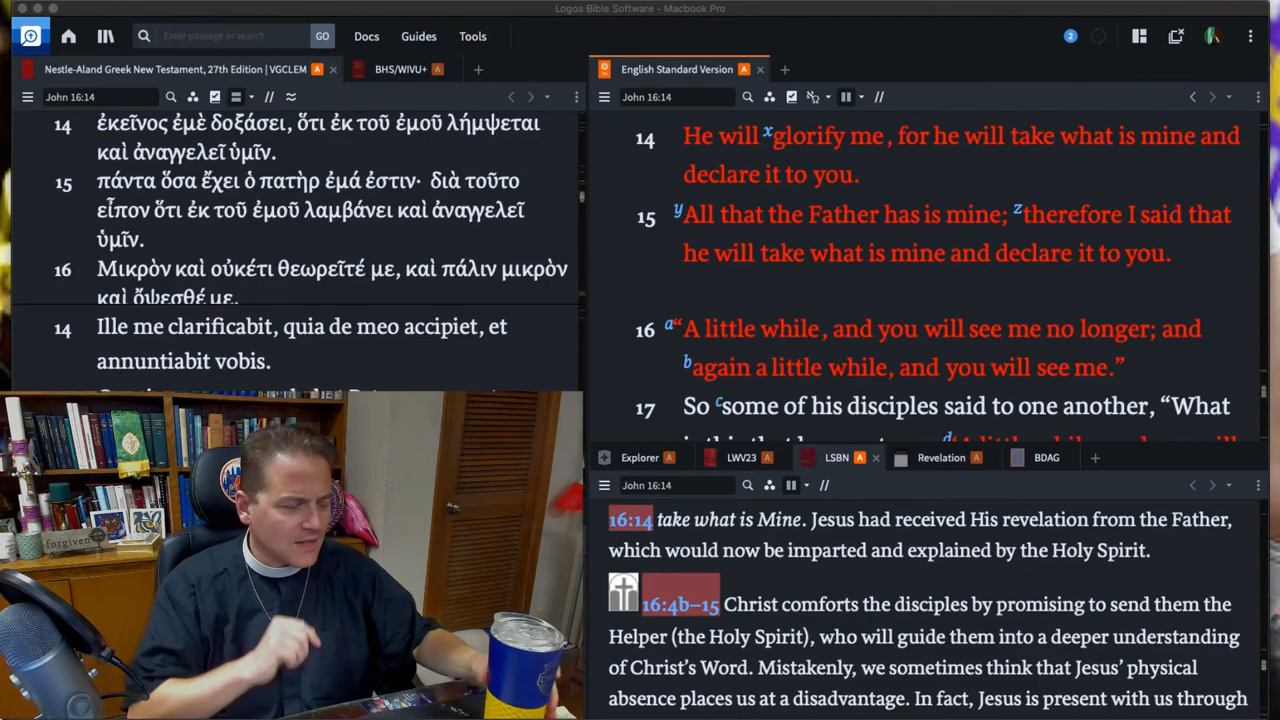 Logos Bible Software - Macbook Pro
Enter passage or search GO Docs Guides Tools 2
Nestle-Aland Greek New Testament, 27th Edition | VGCLEM A BHS/WIVU+ A
John 16:14
14 ἐκεῖνος ἐμὲ δοξάσει, ὅτι ἐκ τοῦ ἐμοῦ λήμψεται
καὶ ἀναγγελεῖ ὑμῖν.
15 πάντα ὅσα ἔχει ὁ πατὴρ ἐμά ἐστιν· διὰ τοῦτο
εἶπον ὅτι ἐκ τοῦ ἐμοῦ λαμβάνει καὶ ἀναγγελεῖ
ὑμῖν.
16 Μικρὸν καὶ οὐκέτι θεωρεῖτέ με, καὶ πάλιν μικρὸν
καὶ ὄψεσθέ με.
14 Ille me clarificabit, quia de meo accipiet, et
annuntiabit vobis.
English Standard Version A
John 16:14
14 He will x glorify me, for he will take what is mine and
declare it to you.
15 y All that the Father has is mine; z therefore I said that
he will take what is mine and declare it to you.
16 a “A little while, and you will see me no longer; and
b again a little while, and you will see me.”
17 So c some of his disciples said to one another, “What
Explorer A LWV23 A LSBN A Revelation A BDAG
John 16:14
16:14 take what is Mine. Jesus had received His revelation from the Father,
which would now be imparted and explained by the Holy Spirit.
16:4b–15 Christ comforts the disciples by promising to send them the
Helper (the Holy Spirit), who will guide them into a deeper understanding
of Christ’s Word. Mistakenly, we sometimes think that Jesus’ physical
absence places us at a disadvantage. In fact, Jesus is present with us through
forgiven